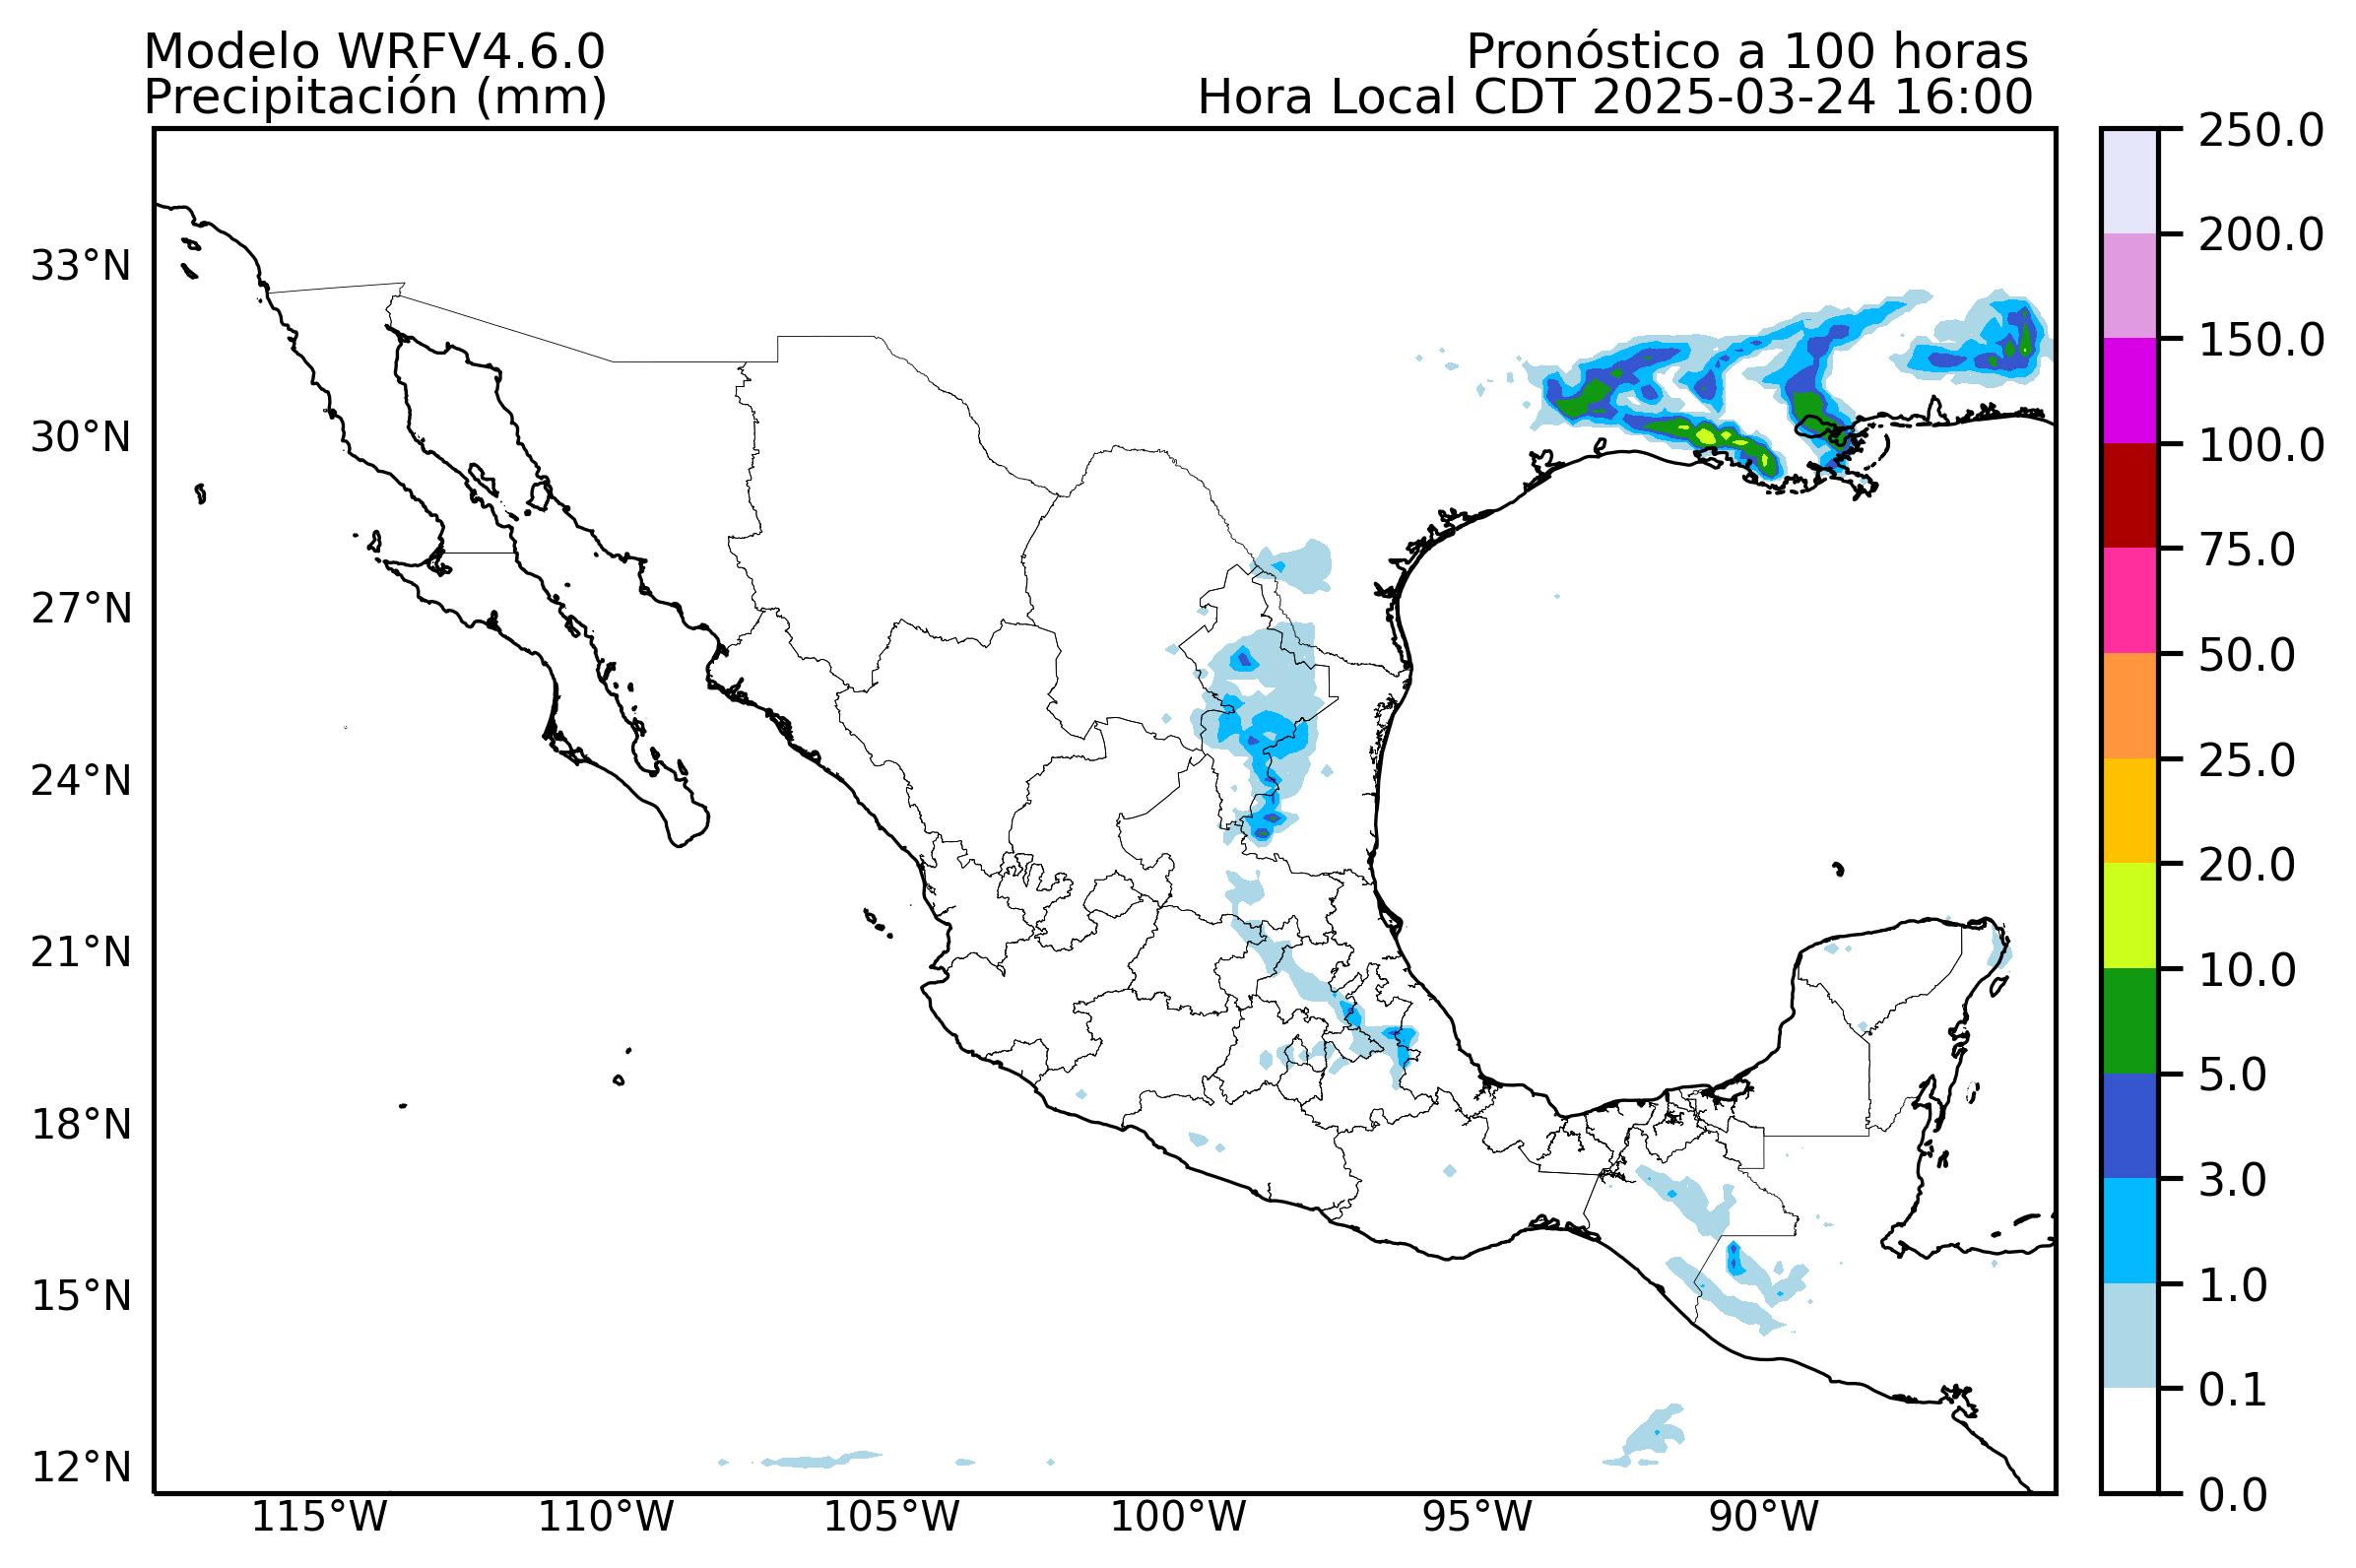 Modelo WRFV4.6.0
Pronóstico a 100 horas
Precipitación (mm)
Hora Local CDT 2025-03-24 16:00
33°N
30°N
27°N
24°N
21°N
18°N
15°N
12°N
115°W
110°W
105°W
100°W
95°W
90°W
250.0
200.0
150.0
100.0
75.0
50.0
25.0
20.0
10.0
5.0
3.0
1.0
0.1
0.0